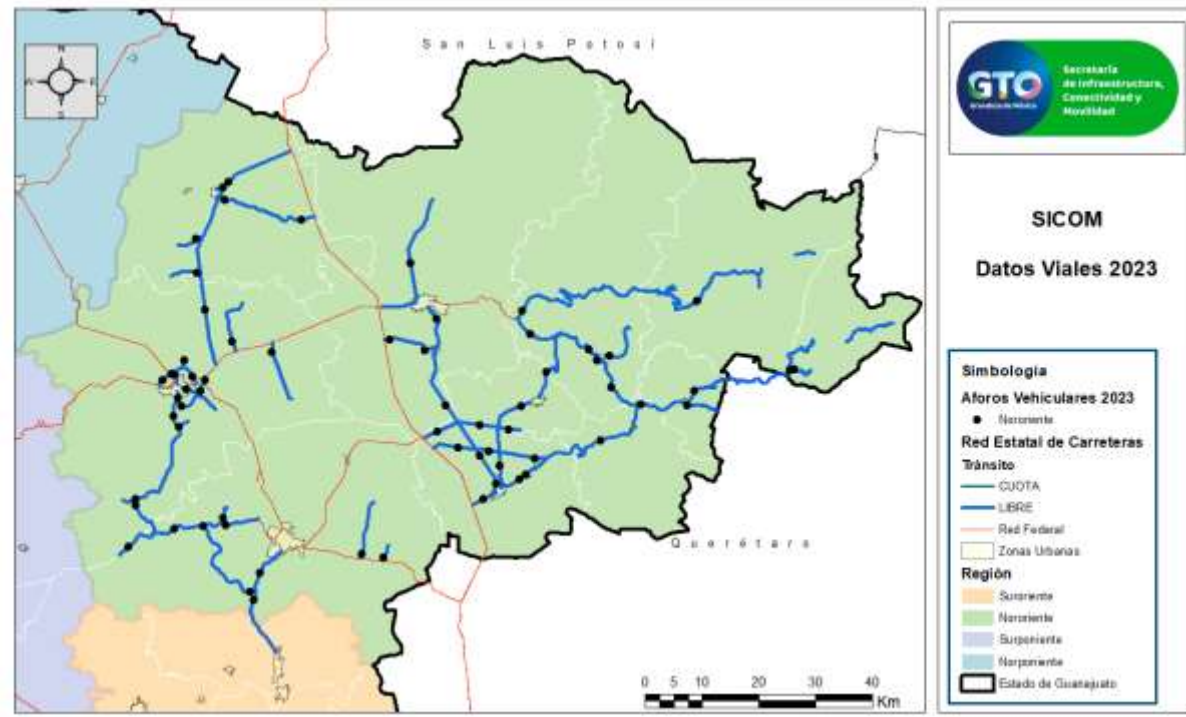 San Luis Potosí
N
S
Querétaro
0 5 10 20 30 40
Km
GTO
Secretaría
de Infraestructura,
Conectividad y
Movilidad
SICOM
Datos Viales 2023
Simbología
Aforos Vehiculares 2023
Nororiente
Red Estatal de Carreteras
Tránsito
CUOTA
LIBRE
Red Federal
Zonas Urbanas
Región
Suroriente
Nororiente
Surponiente
Norponiente
Estado de Guanajuato